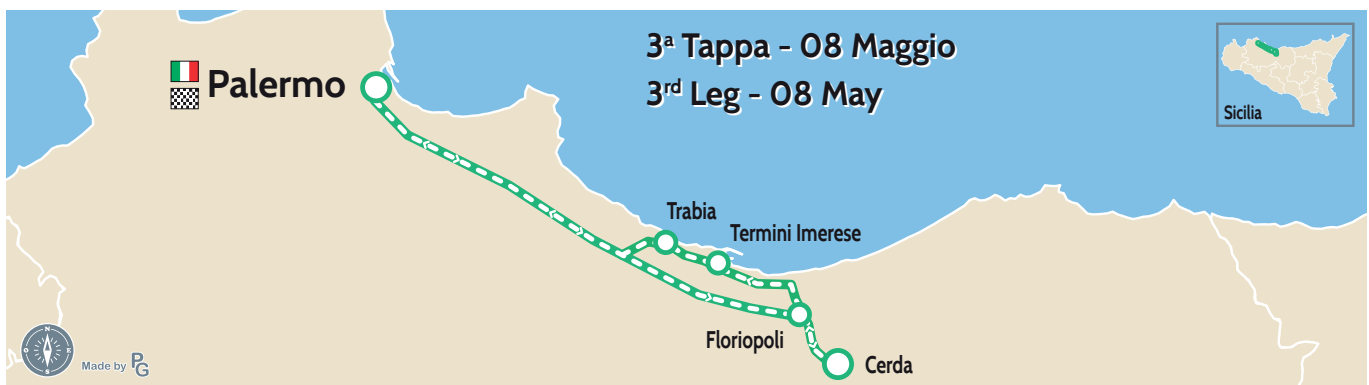 3ª Tappa - 08 Maggio
3rd Leg - 08 May
Palermo
Sicilia
Trabia
Termini Imerese
Floriopoli
Cerda
N
O E
S
Made by PG